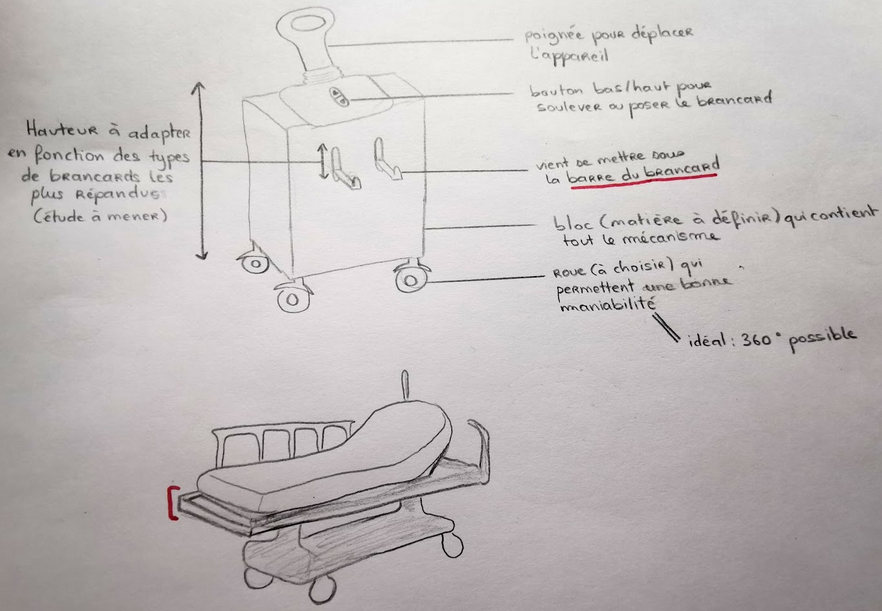 poignée pour déplacer
l'appareil
bouton bas/haut pour
soulever ou poser le brancard
Hauteur à adapter
en fonction des types
de brancards les
plus répandus
(étude à mener)
vient se mettre sous
la barre du brancard
bloc (matière à définir) qui contient
tout le mécanisme
roue (à choisir) qui
permettent une bonne
maniabilité
idéal : 360° possible